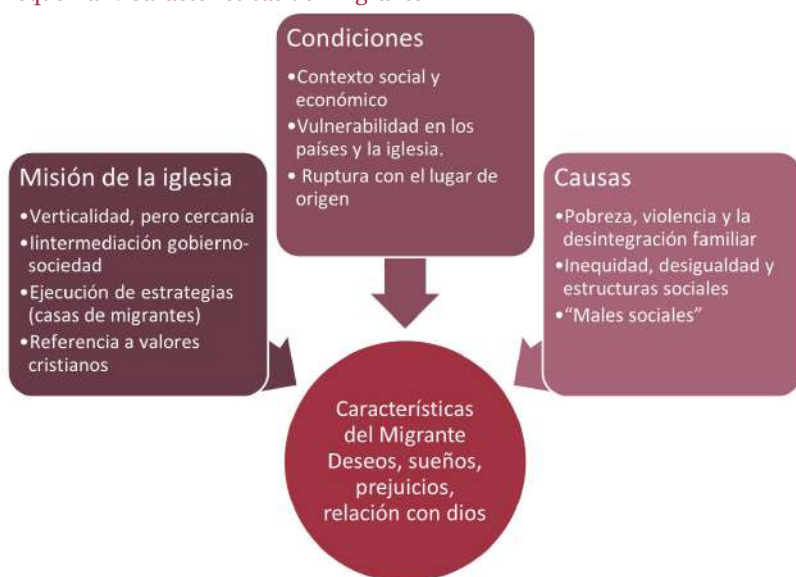 Condiciones
•Contexto social y
económico
•Vulnerabilidad en los
países y la iglesia.
• Ruptura con el lugar de
origen
Misión de la iglesia
•Verticalidad, pero cercanía
•Iintermediación gobierno-
sociedad
•Ejecución de estrategias
(casas de migrantes)
•Referencia a valores
cristianos
Causas
•Pobreza, violencia y la
desintegración familiar
•Inequidad, desigualdad y
estructuras sociales
•“Males sociales”
Características
del Migrante
Deseos, sueños,
prejuicios,
relación con dios